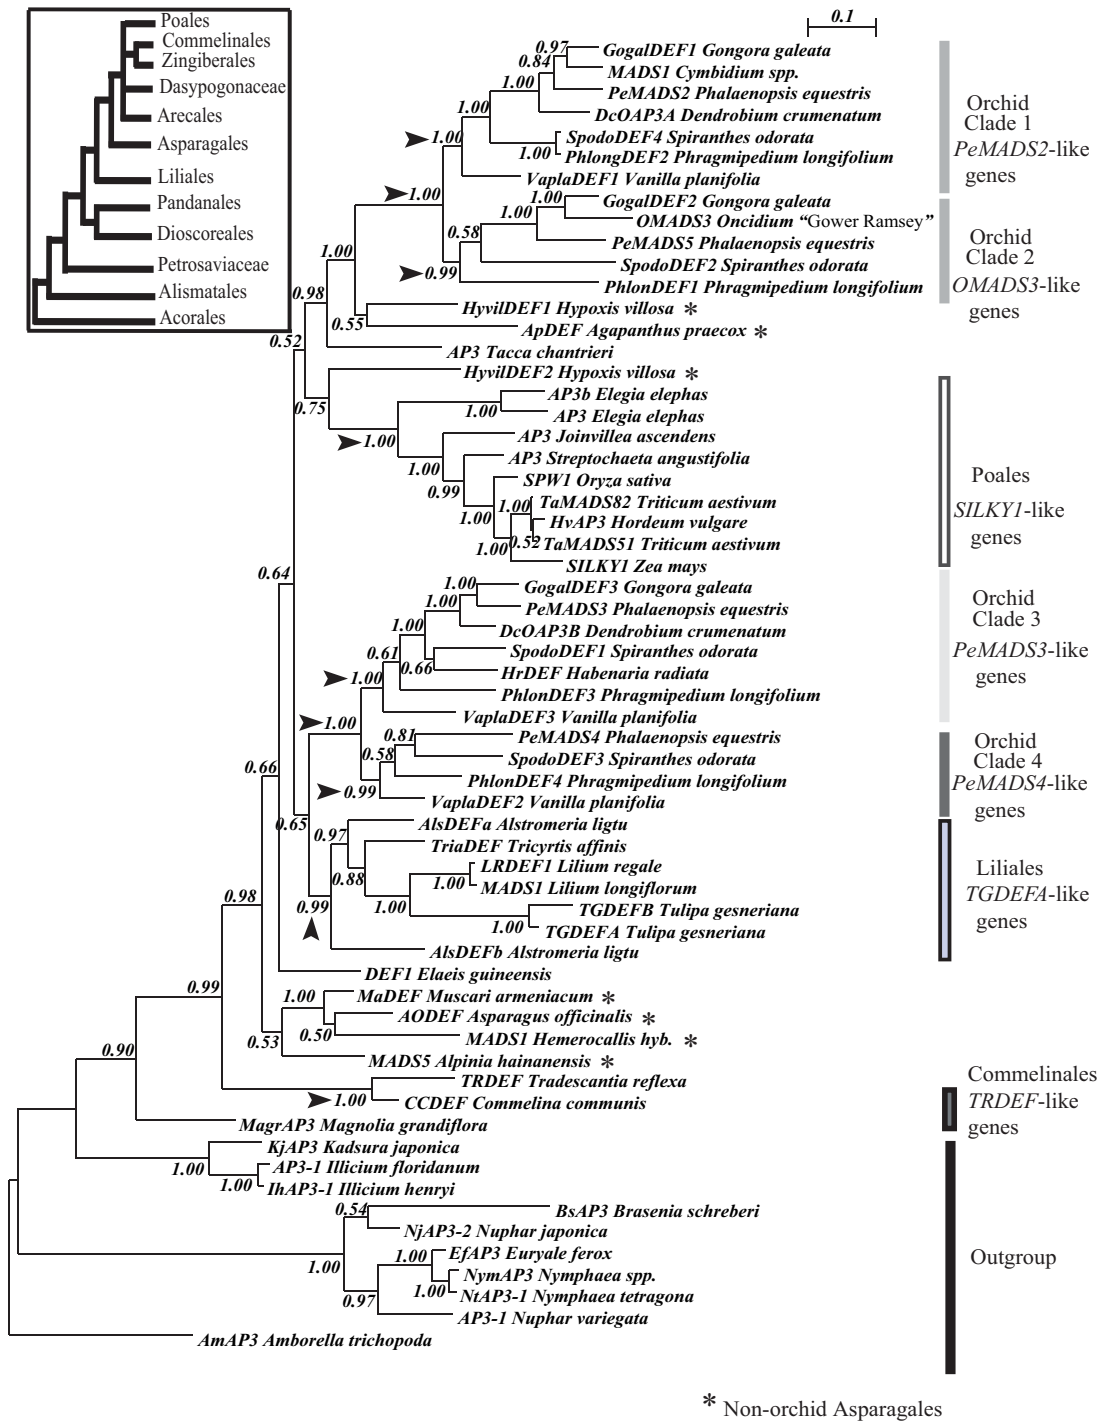 Poales
Commelinales
Zingiberales
Dasypogonaceae
Arecales
Asparagales
Liliales
Pandanales
Dioscoreales
Petrosaviaceae
Alismatales
Acorales
0.1
0.97 GogalDEF1 Gongora galeata
0.84 MADS1 Cymbidium spp.
1.00 PeMADS2 Phalaenopsis equestris
1.00 DcOAP3A Dendrobium crumenatum
1.00 SpodoDEF4 Spiranthes odorata
1.00 PhlongDEF2 Phragmipedium longifolium
VaplaDEF1 Vanilla planifolia
Orchid
Clade 1
PeMADS2-like
genes
1.00
1.00 GogalDEF2 Gongora galeata
1.00 OMADS3 Oncidium “Gower Ramsey”
0.58 PeMADS5 Phalaenopsis equestris
SpodoDEF2 Spiranthes odorata
0.99 PhlonDEF1 Phragmipedium longifolium
Orchid
Clade 2
OMADS3-like
genes
1.00
0.98
HyvilDEF1 Hypoxis villosa *
0.55 ApDEF Agapanthus praecox *
0.52 AP3 Tacca chantrieri
HyvilDEF2 Hypoxis villosa *
0.75
AP3b Elegia elephas
1.00 AP3 Elegia elephas
1.00 AP3 Joinvillea ascendens
1.00 AP3 Streptochaeta angustifolia
0.99 SPW1 Oryza sativa
1.00 1.00 TaMADS82 Triticum aestivum
HvAP3 Hordeum vulgare
1.00 0.52 TaMADS51 Triticum aestivum
SILKY1 Zea mays
Poales
SILKY1-like
genes
0.64
1.00 GogalDEF3 Gongora galeata
1.00 PeMADS3 Phalaenopsis equestris
1.00 DcOAP3B Dendrobium crumenatum
0.61 SpodoDEF1 Spiranthes odorata
0.66 HrDEF Habenaria radiata
1.00 PhlonDEF3 Phragmipedium longifolium
VaplaDEF3 Vanilla planifolia
Orchid
Clade 3
PeMADS3-like
genes
1.00
0.81 PeMADS4 Phalaenopsis equestris
0.58 SpodoDEF3 Spiranthes odorata
PhlonDEF4 Phragmipedium longifolium
0.99 VaplaDEF2 Vanilla planifolia
Orchid
Clade 4
PeMADS4-like
genes
0.66
0.65
0.97 AlsDEFa Alstromeria ligtu
TriaDEF Tricyrtis affinis
0.88 LRDEF1 Lilium regale
1.00 MADS1 Lilium longiflorum
0.99 1.00 TGDEFB Tulipa gesneriana
1.00 TGDEFA Tulipa gesneriana
AlsDEFb Alstromeria ligtu
Liliales
TGDEFA-like
genes
0.98
DEF1 Elaeis guineensis
0.99
1.00 MaDEF Muscari armeniacum *
AODEF Asparagus officinalis *
0.50 MADS1 Hemerocallis hyb. *
0.53
MADS5 Alpinia hainanensis *
0.90
TRDEF Tradescantia reflexa
1.00 CCDEF Commelina communis
Commelinales
TRDEF-like
genes
MagrAP3 Magnolia grandiflora
KjAP3 Kadsura japonica
1.00 AP3-1 Illicium floridanum
1.00 IhAP3-1 Illicium henryi
0.54 BsAP3 Brasenia schreberi
NjAP3-2 Nuphar japonica
1.00 1.00 EfAP3 Euryale ferox
NymAP3 Nymphaea spp.
1.00 NtAP3-1 Nymphaea tetragona
0.97 AP3-1 Nuphar variegata
AmAP3 Amborella trichopoda
Outgroup
* Non-orchid Asparagales